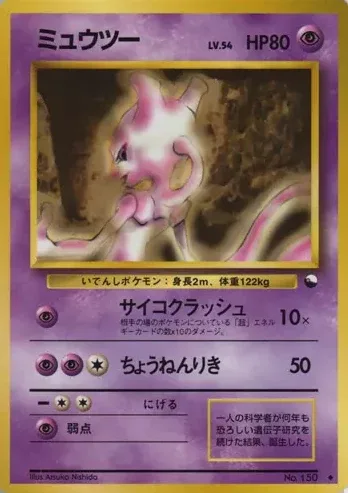 ミュウツー LV.54 HP80
いでんしポケモン：身長2m、体重122kg
サイコクラッシュ 10×
相手の場のポケモンについている「超」エネル
ギーカードの数x10のダメージ。
ちょうねんりき 50
にげる
弱点
一人の科学者が何年も
恐ろしい遺伝子研究を
続けた結果、誕生した。
Illus. Atsuko Nishida No.150